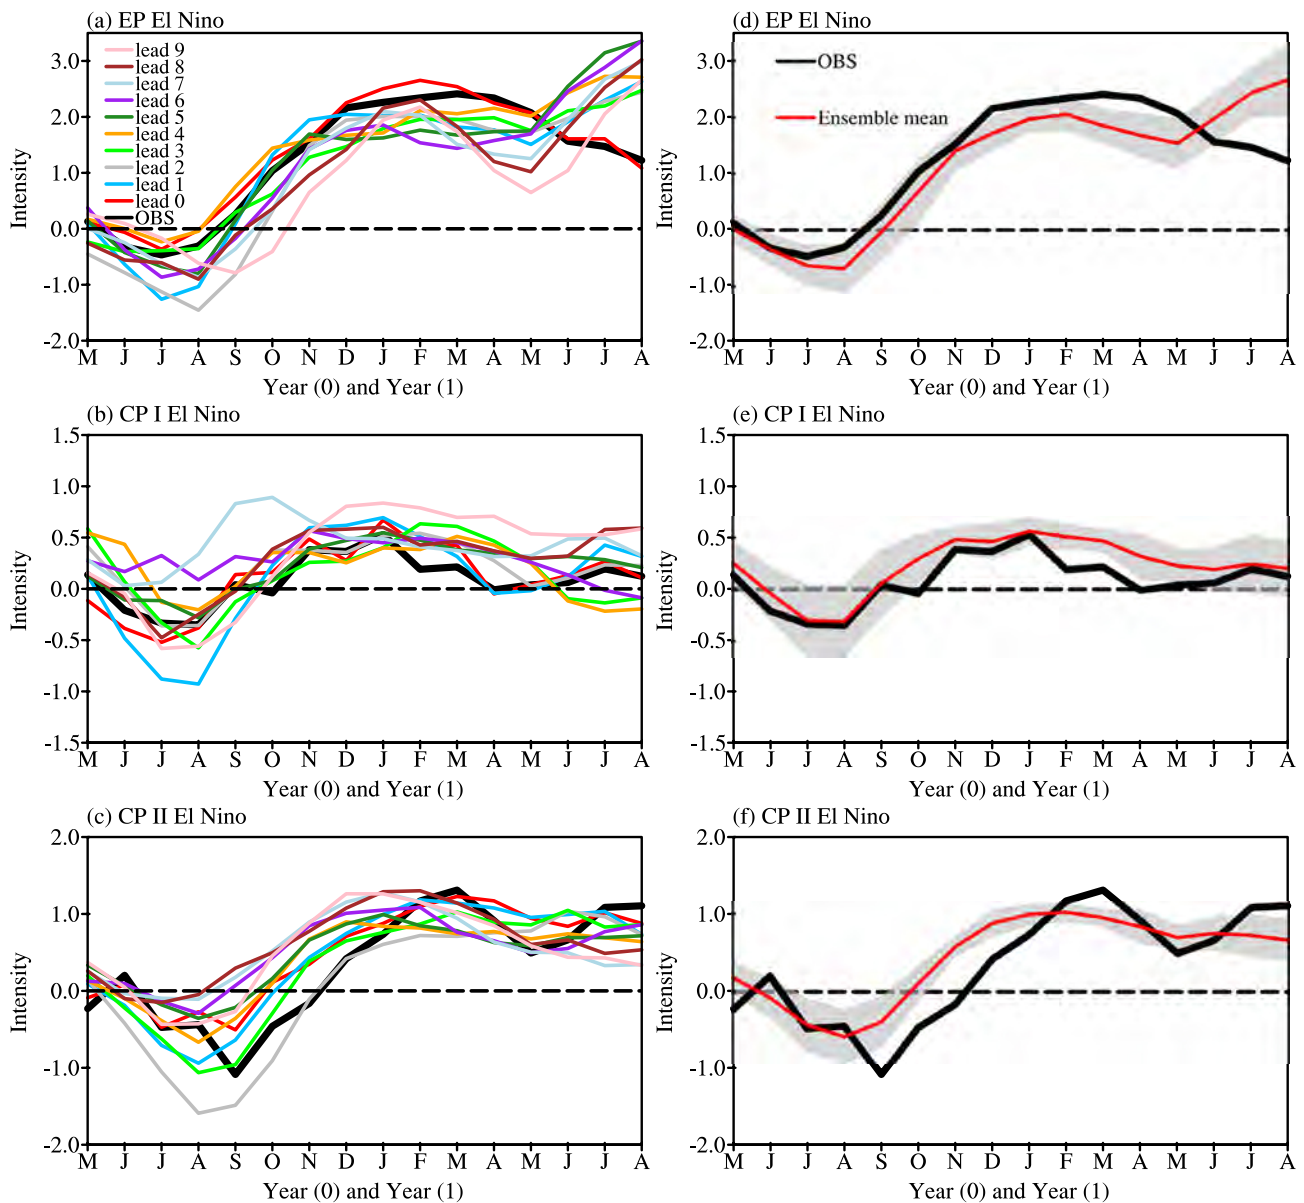 (a) EP El Nino
Intensity
3.0
2.0
1.0
0.0
-1.0
-2.0
lead 9
lead 8
lead 7
lead 6
lead 5
lead 4
lead 3
lead 2
lead 1
lead 0
OBS
M J J A S O N D J F M A M J J A
Year (0) and Year (1)
(d) EP El Nino
Intensity
3.0
2.0
1.0
0.0
-1.0
-2.0
OBS
Ensemble mean
M J J A S O N D J F M A M J J A
Year (0) and Year (1)
(b) CP I El Nino
Intensity
1.5
1.0
0.5
0.0
-0.5
-1.0
-1.5
M J J A S O N D J F M A M J J A
Year (0) and Year (1)
(e) CP I El Nino
Intensity
1.5
1.0
0.5
0.0
-0.5
-1.0
-1.5
M J J A S O N D J F M A M J J A
Year (0) and Year (1)
(c) CP II El Nino
Intensity
2.0
1.0
0.0
-1.0
-2.0
M J J A S O N D J F M A M J J A
Year (0) and Year (1)
(f) CP II El Nino
Intensity
2.0
1.0
0.0
-1.0
-2.0
M J J A S O N D J F M A M J J A
Year (0) and Year (1)